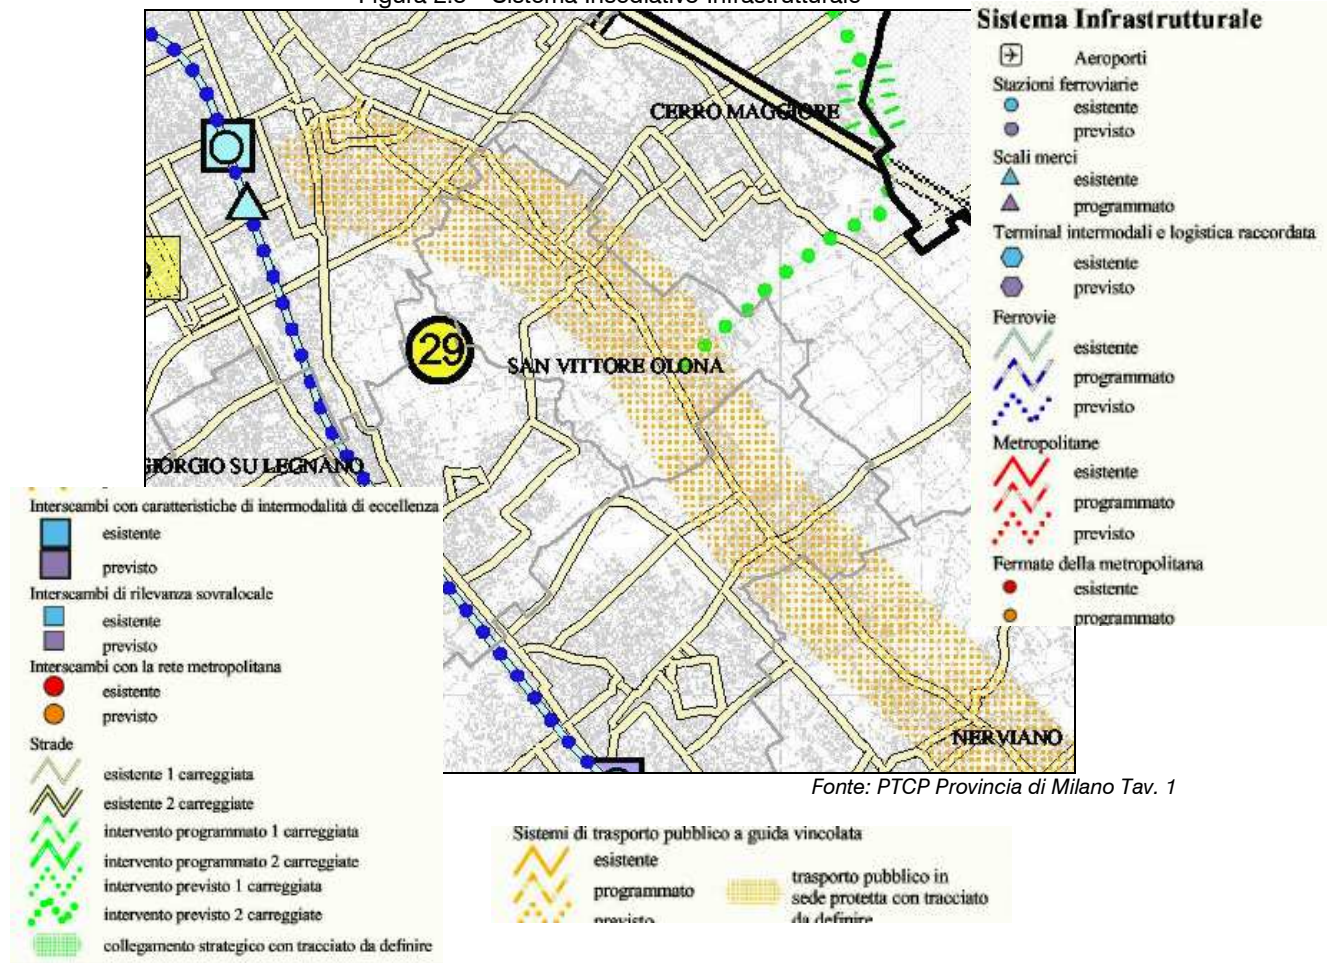 Figura 2.3 – Sistema Insediativo Infrastrutturale
CERRO MAGGIORE
29
SAN VITTORE OLONA
GIORGIO SU LEGNANO
NERVIANO
Sistema Infrastrutturale
Aeroporti
Stazioni ferroviarie
esistente
previsto
Scali merci
esistente
programmato
Terminal intermodali e logistica raccordata
esistente
previsto
Ferrovie
esistente
programmato
previsto
Metropolitane
esistente
programmato
previsto
Fermate della metropolitana
esistente
programmato
Interscambi con caratteristiche di intermodalità di eccellenza
esistente
previsto
Interscambi di rilevanza sovralocale
esistente
previsto
Interscambi con la rete metropolitana
esistente
previsto
Strade
esistente 1 carreggiata
esistente 2 carreggiate
intervento programmato 1 carreggiata
intervento programmato 2 carreggiate
intervento previsto 1 carreggiata
intervento previsto 2 carreggiate
collegamento strategico con tracciato da definire
Fonte: PTCP Provincia di Milano Tav. 1
Sistemi di trasporto pubblico a guida vincolata
esistente
programmato
previsto
trasporto pubblico in
sede protetta con tracciato
da definire